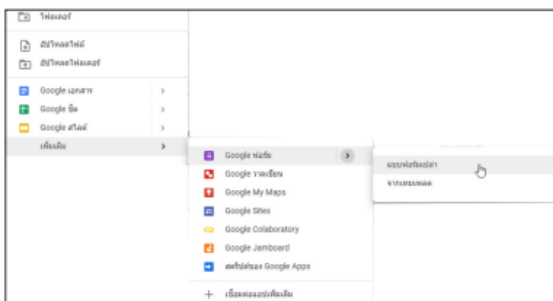 โฟลเดอร์
อัปโหลดไฟล์
อัปโหลดโฟลเดอร์
Google เอกสาร
Google ชีต
Google สไลด์
เพิ่มเติม
Google ฟอร์ม
Google วาดเขียน
Google My Maps
Google Sites
Google Colaboratory
Google Jamboard
สคริปต์ของ Google Apps
เชื่อมต่อแอปเพิ่มเติม
แบบฟอร์มเปล่า
จากเทมเพลต